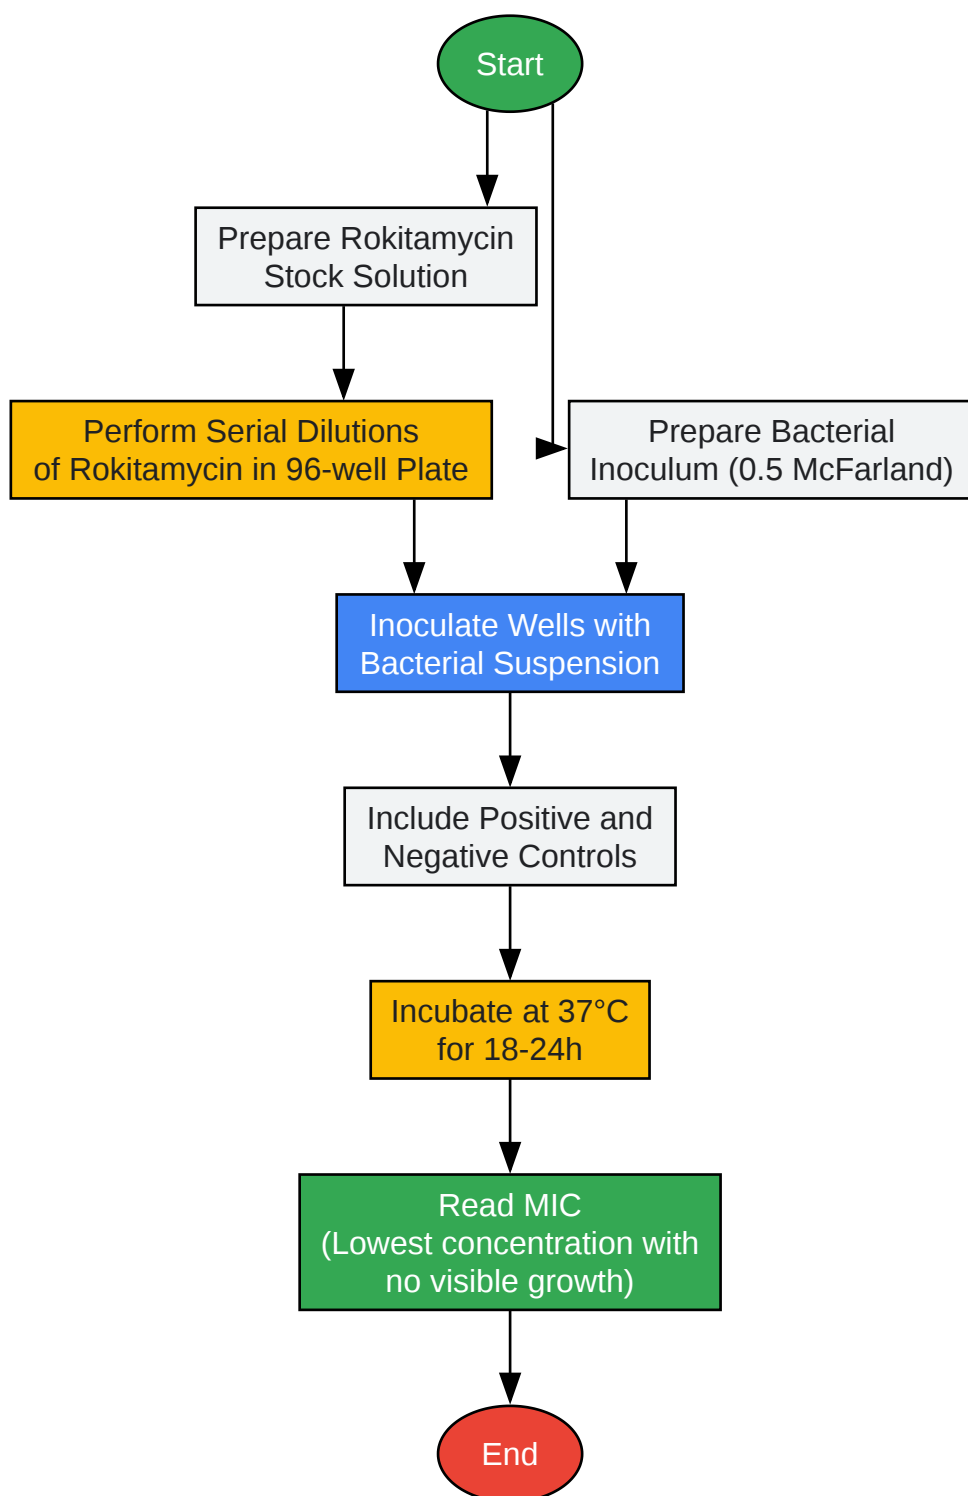 Start
Prepare Rokitamycin
Stock Solution
Perform Serial Dilutions
of Rokitamycin in 96-well Plate
Prepare Bacterial
Inoculum (0.5 McFarland)
Inoculate Wells with
Bacterial Suspension
Include Positive and
Negative Controls
Incubate at 37°C
for 18-24h
Read MIC
(Lowest concentration with
no visible growth)
End